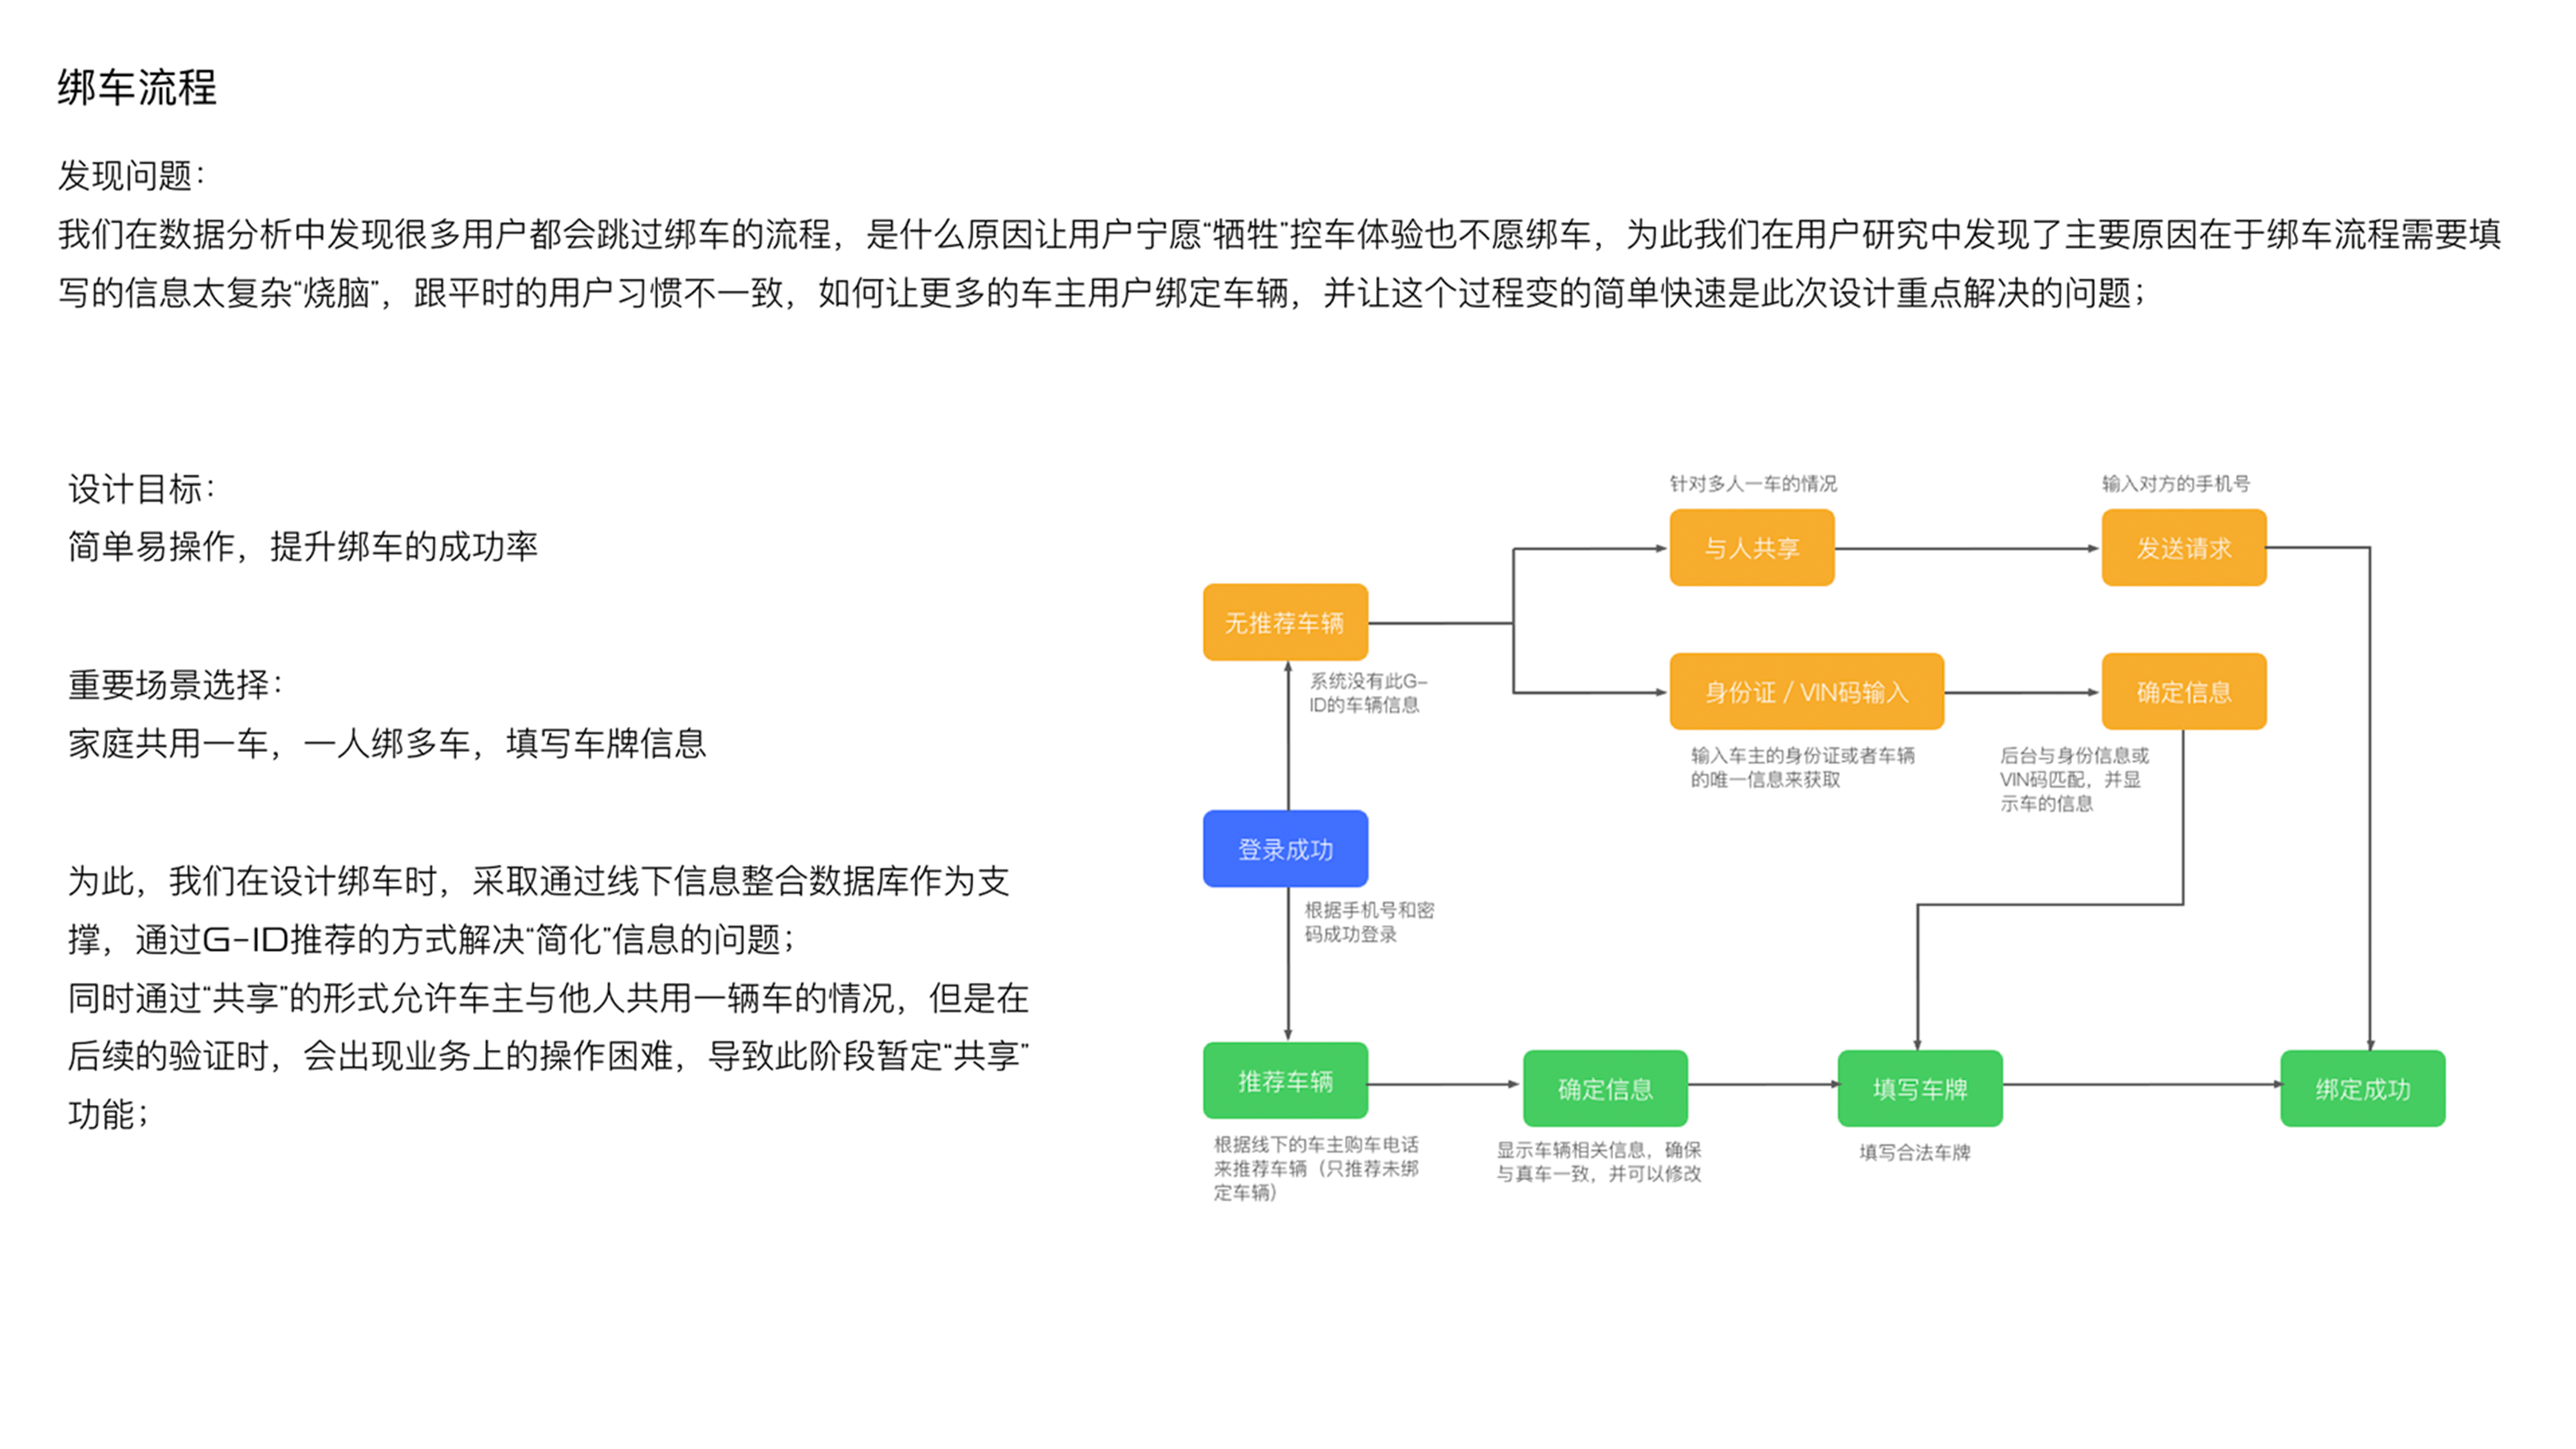 绑车流程
发现问题：
我们在数据分析中发现很多用户都会跳过绑车的流程，是什么原因让用户宁愿“牺牲”控车体验也不愿绑车，为此我们在用户研究中发现了主要原因在于绑车流程需要填
写的信息太复杂“烧脑”，跟平时的用户习惯不一致，如何让更多的车主用户绑定车辆，并让这个过程变的简单快速是此次设计重点解决的问题；
设计目标：
简单易操作，提升绑车的成功率
重要场景选择：
家庭共用一车，一人绑多车，填写车牌信息
为此，我们在设计绑车时，采取通过线下信息整合数据库作为支
撑，通过G-ID推荐的方式解决“简化”信息的问题；
同时通过“共享”的形式允许车主与他人共用一辆车的情况，但是在
后续的验证时，会出现业务上的操作困难，导致此阶段暂定“共享”
功能；
针对多人一车的情况
输入对方的手机号
与人共享
发送请求
无推荐车辆
系统没有此G-
ID的车辆信息
身份证 / VIN码输入
确定信息
输入车主的身份证或者车辆
的唯一信息来获取
后台与身份信息或
VIN码匹配，并显
示车的信息
登录成功
根据手机号和密
码成功登录
推荐车辆
确定信息
填写车牌
绑定成功
根据线下的车主购车电话
来推荐车辆（只推荐未绑
定车辆）
显示车辆相关信息，确保
与真车一致，并可以修改
填写合法车牌